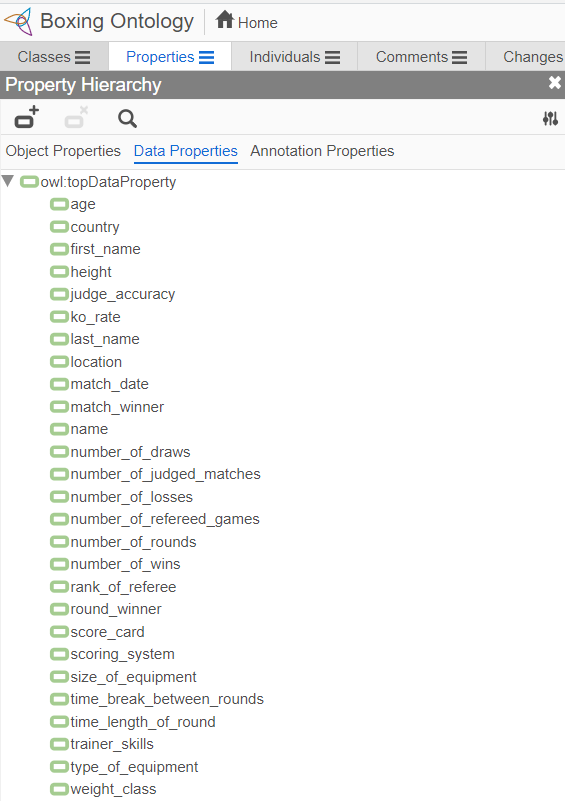 Boxing Ontology Home
Classes Properties Individuals Comments Changes
Property Hierarchy
Object Properties Data Properties Annotation Properties
owl:topDataProperty
age
country
first_name
height
judge_accuracy
ko_rate
last_name
location
match_date
match_winner
name
number_of_draws
number_of_judged_matches
number_of_losses
number_of_refereed_games
number_of_rounds
number_of_wins
rank_of_referee
round_winner
score_card
scoring_system
size_of_equipment
time_break_between_rounds
time_length_of_round
trainer_skills
type_of_equipment
weight_class